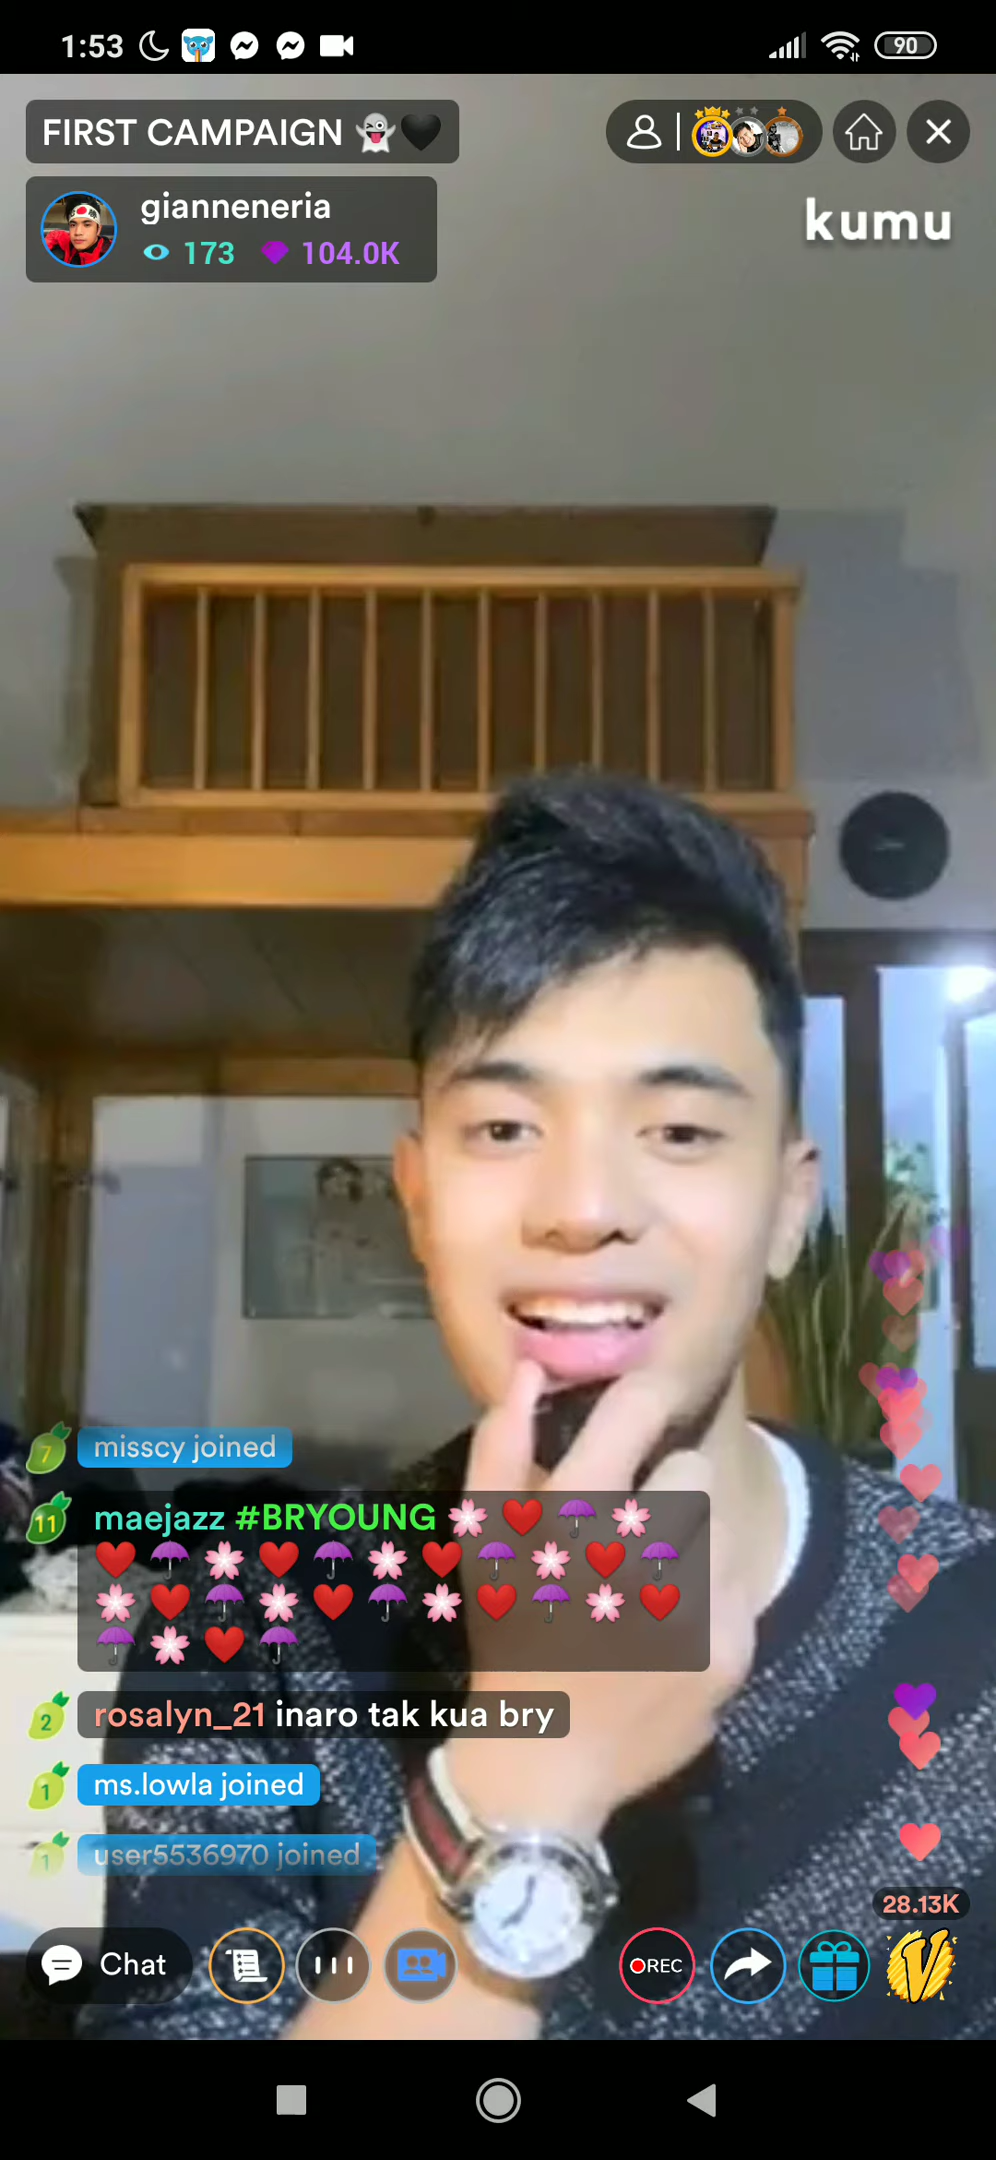 1:53
90
FIRST CAMPAIGN 👻🖤
gianneneria
173 104.0K
kumu
7 misscy joined
11 maejazz #BRYOUNG 🌸 ❤️ ☂ 🌸
❤️ ☂ 🌸 ❤️ ☂ 🌸 ❤️ ☂ 🌸 ❤️ ☂
🌸 ❤️ ☂ 🌸 ❤️ ☂ 🌸 ❤️ ☂ 🌸 ❤️
☂ 🌸 ❤️ ☂
2 rosalyn_21 inaro tak kua bry
1 ms.lowla joined
1 user5536970 joined
28.13K
Chat
REC
V